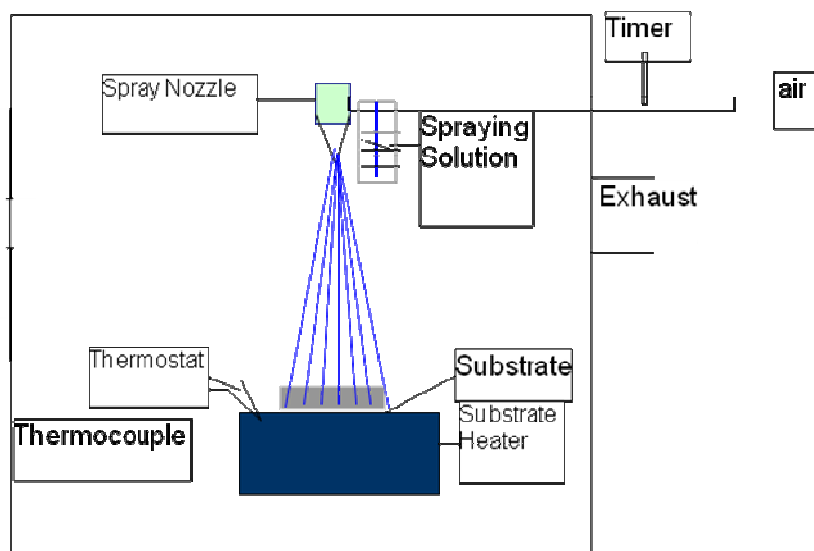 Timer
air
Spray Nozzle
Spraying
Solution
Exhaust
Thermostat
Substrate
Substrate
Heater
Thermocouple